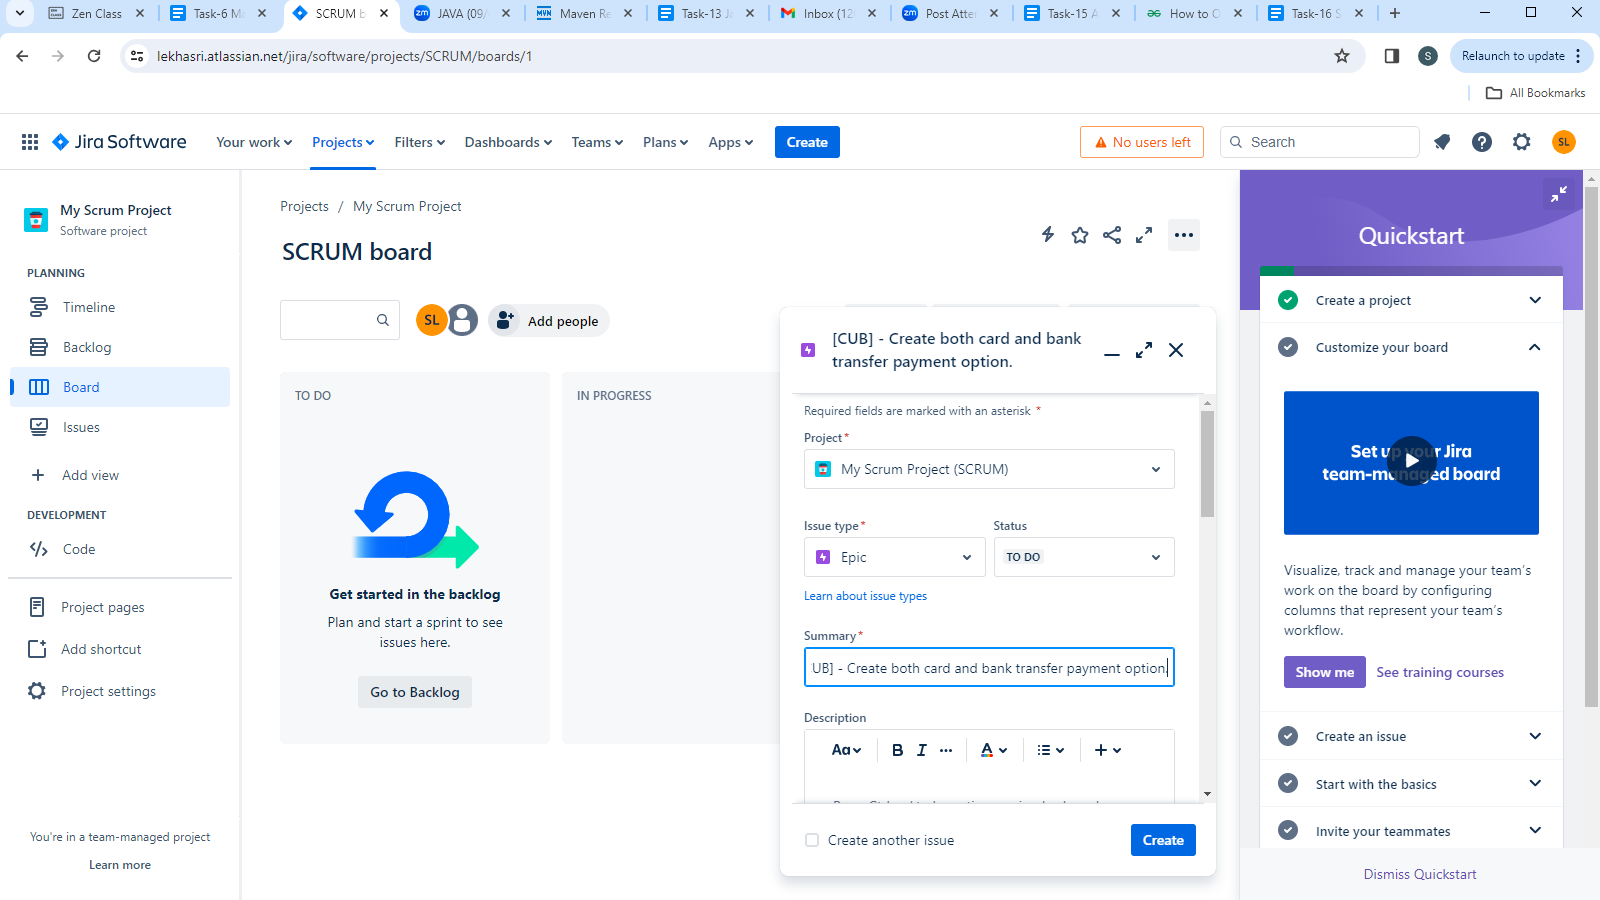 Zen Class
Task-6 Ma
SCRUM b
JAVA (09/
Maven Re
Task-13 J
Inbox (12
Post Atte
Task-15 A
How to O
Task-16 S
lekhasri.atlassian.net/jira/software/projects/SCRUM/boards/1
S
Relaunch to update
All Bookmarks
Jira Software
Your work
Projects
Filters
Dashboards
Teams
Plans
Apps
Create
No users left
Search
SL
My Scrum Project
Software project
PLANNING
Timeline
Backlog
Board
Issues
Add view
DEVELOPMENT
Code
Project pages
Add shortcut
Project settings
You're in a team-managed project
Learn more
Projects / My Scrum Project
SCRUM board
SL
Add people
TO DO
Get started in the backlog
Plan and start a sprint to see
issues here.
Go to Backlog
IN PROGRESS
[CUB] - Create both card and bank
transfer payment option.
Required fields are marked with an asterisk *
Project*
My Scrum Project (SCRUM)
Issue type*
Status
Epic
TO DO
Learn about issue types
Summary*
UB] - Create both card and bank transfer payment option.
Description
Aa
B
I
A
Create another issue
Create
Quickstart
Create a project
Customize your board
Set up your Jira
team-managed board
Visualize, track and manage your team's
work on the board by configuring
columns that represent your team's
workflow.
Show me
See training courses
Create an issue
Start with the basics
Invite your teammates
Dismiss Quickstart